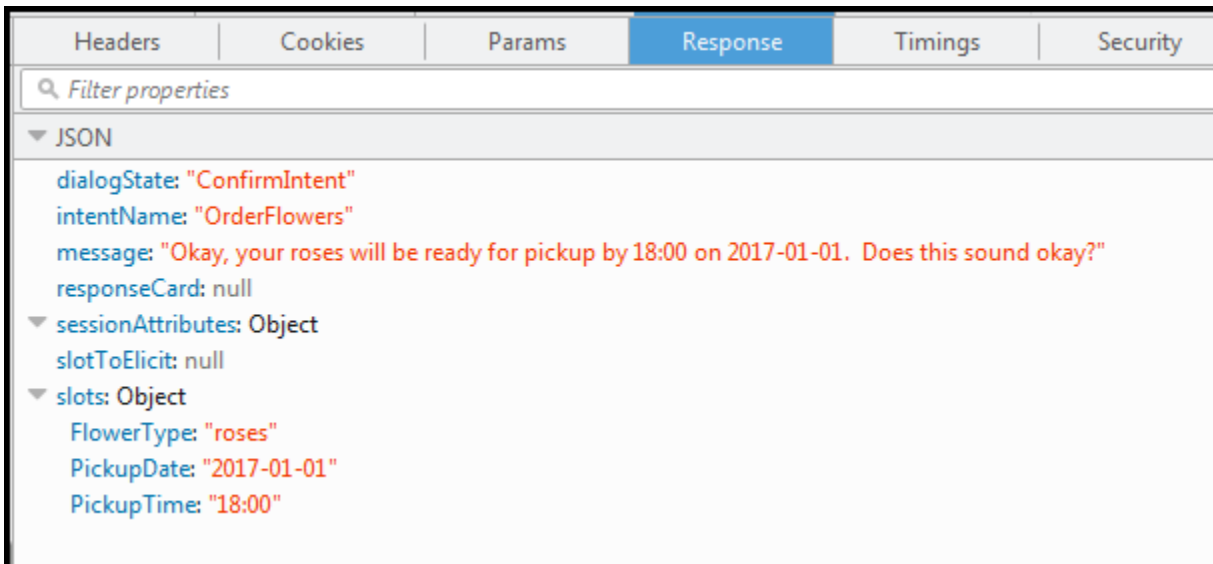 Headers Cookies Params Response Timings Security
Filter properties
JSON
dialogState: "ConfirmIntent"
intentName: "OrderFlowers"
message: "Okay, your roses will be ready for pickup by 18:00 on 2017-01-01.  Does this sound okay?"
responseCard: null
sessionAttributes: Object
slotToElicit: null
slots: Object
FlowerType: "roses"
PickupDate: "2017-01-01"
PickupTime: "18:00"